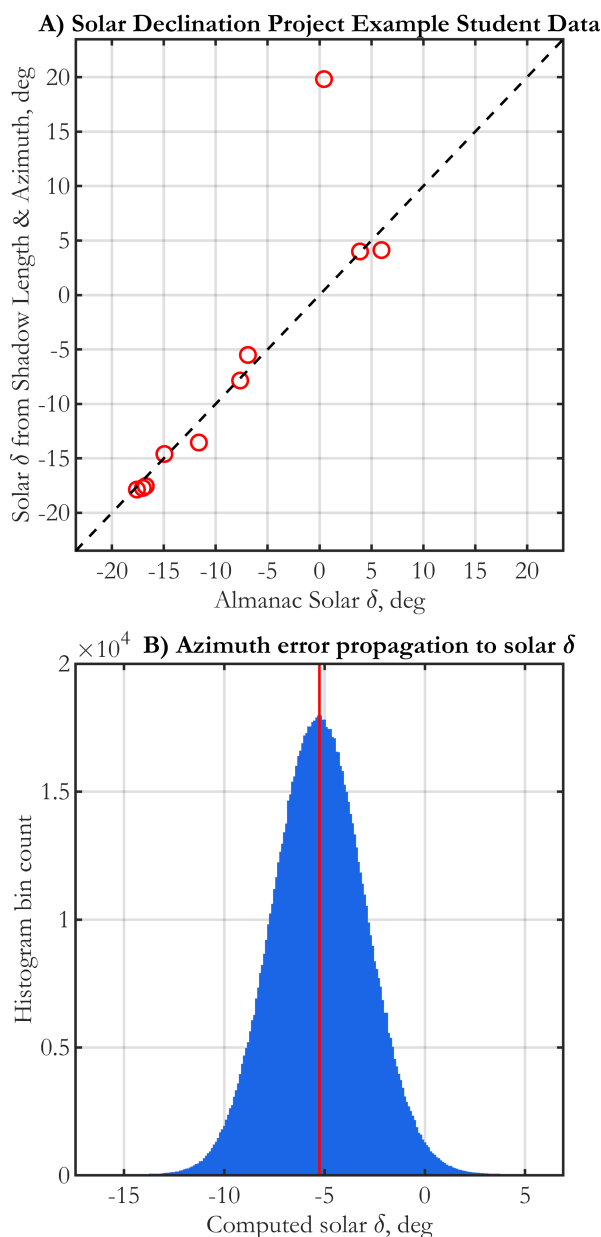 A) Solar Declination Project Example Student Data
Solar δ from Shadow Length & Azimuth, deg
20
15
10
5
0
-5
-10
-15
-20
-20 -15 -10 -5 0 5 10 15 20
Almanac Solar δ, deg
×10⁴ B) Azimuth error propagation to solar δ
Histogram bin count
2
1.5
1
0.5
0
-15 -10 -5 0 5
Computed solar δ, deg